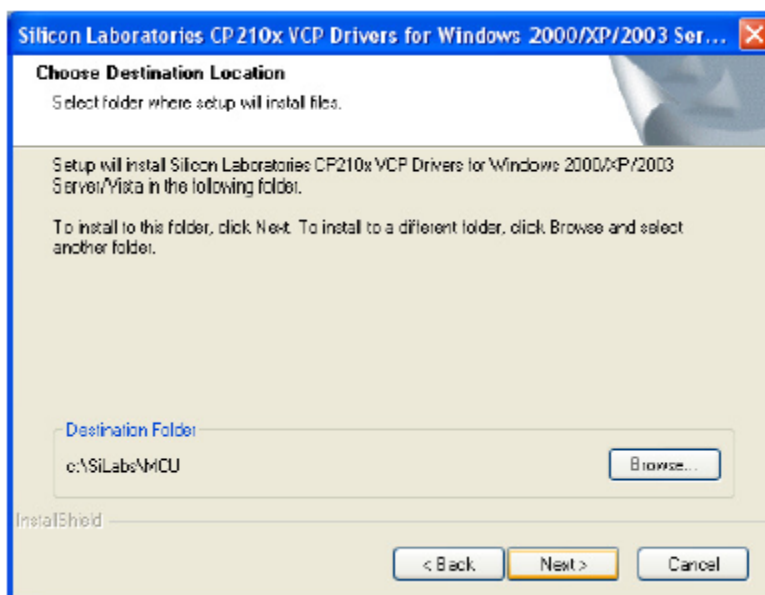 Silicon Laboratories CP210x VCP Drivers for Windows 2000/XP/2003 Ser...
Choose Destination Location
Select folder where setup will install files.
Setup will install Silicon Laboratories CP210x VCP Drivers for Windows 2000/XP/2003
Server/Vista in the following folder.
To install to this folder, click Next. To install to a different folder, click Browse and select
another folder.
Destination Folder
c:\SiLabs\MCU
Browse...
InstallShield
< Back
Next >
Cancel